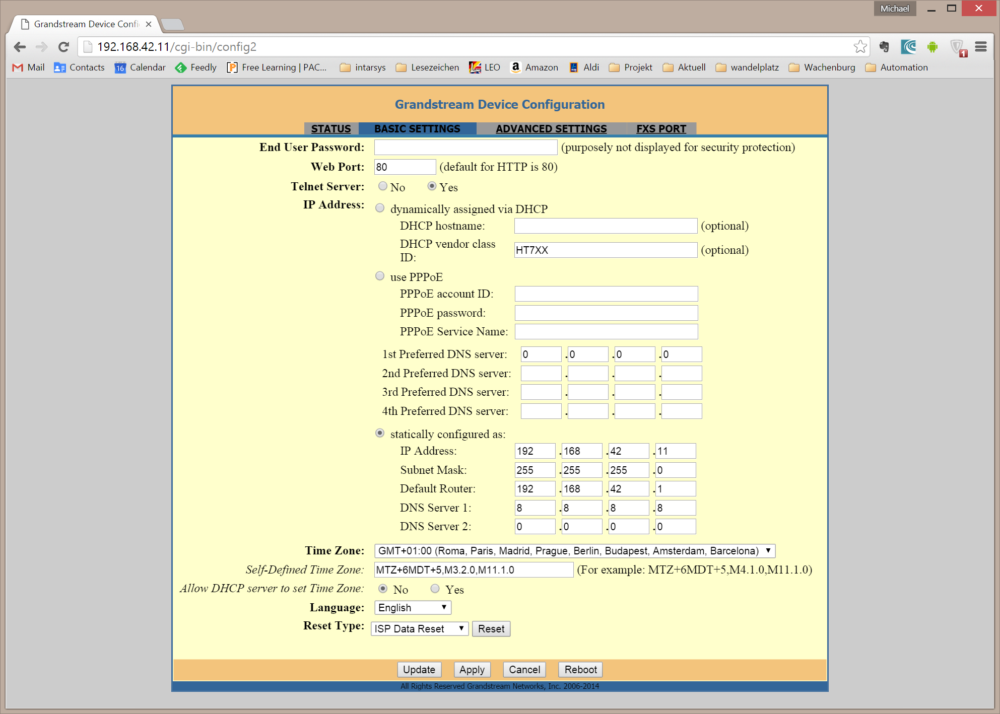 Michael
Grandstream Device Confi
192.168.42.11/cgi-bin/config2
1
Mail Contacts 16 Calendar Feedly [P] Free Learning | PAC... intarsys Lesezeichen LEO a Amazon ALDI Aldi Projekt Aktuell wandelplatz Wachenburg Automation
Grandstream Device Configuration
STATUS BASIC SETTINGS ADVANCED SETTINGS FXS PORT
End User Password: (purposely not displayed for security protection)
Web Port: 80 (default for HTTP is 80)
Telnet Server: No Yes
IP Address: dynamically assigned via DHCP
DHCP hostname: (optional)
DHCP vendor class
ID: HT7XX (optional)
use PPPoE
PPPoE account ID:
PPPoE password:
PPPoE Service Name:
1st Preferred DNS server: 0 .0 .0 .0
2nd Preferred DNS server: . . .
3rd Preferred DNS server: . . .
4th Preferred DNS server: . . .
statically configured as:
IP Address: 192 .168 .42 .11
Subnet Mask: 255 .255 .255 .0
Default Router: 192 .168 .42 .1
DNS Server 1: 8 .8 .8 .8
DNS Server 2: 0 .0 .0 .0
Time Zone: GMT+01:00 (Roma, Paris, Madrid, Prague, Berlin, Budapest, Amsterdam, Barcelona)
Self-Defined Time Zone: MTZ+6MDT+5,M3.2.0,M11.1.0 (For example: MTZ+6MDT+5,M4.1.0,M11.1.0)
Allow DHCP server to set Time Zone: No Yes
Language: English
Reset Type: ISP Data Reset Reset
Update Apply Cancel Reboot
All Rights Reserved Grandstream Networks, Inc. 2006-2014